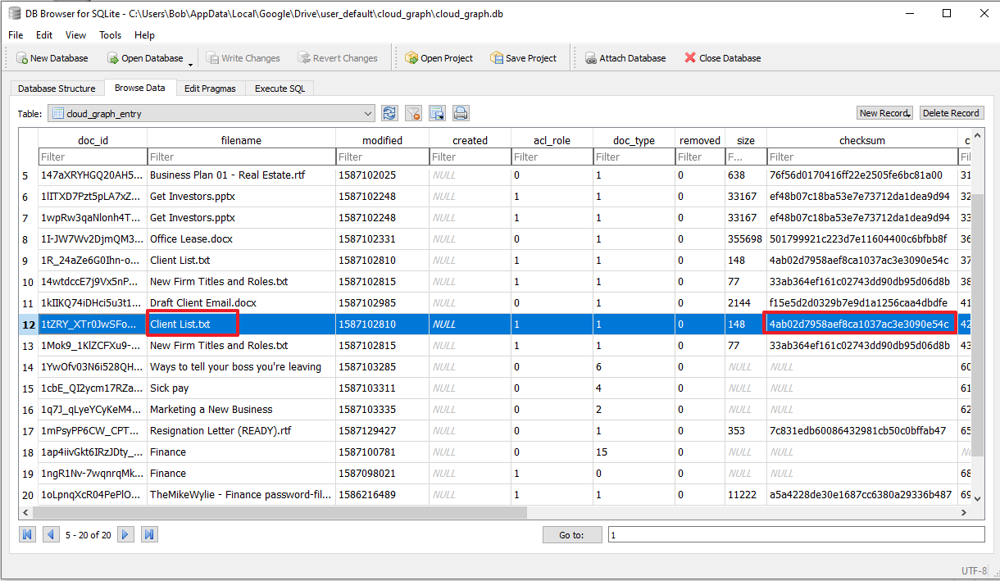 DB Browser for SQLite - C:\Users\Bob\AppData\Local\Google\Drive\user_default\cloud_graph\cloud_graph.db
File Edit View Tools Help
New Database Open Database Write Changes Revert Changes Open Project Save Project Attach Database Close Database
Database Structure Browse Data Edit Pragmas Execute SQL
Table: cloud_graph_entry New Record Delete Record
doc_id filename modified created acl_role doc_type removed size checksum c
Filter Filter Filter Filter Filter Filter Filter F... Filter Fil
5 147aXRYHGQ20AH5... Business Plan 01 - Real Estate.rtf 1587102025 NULL 0 1 0 638 76f56d0170416ff22e2505fe6bc81a00 31
6 1lITXD7Pzt5pLA7xZ... Get Investors.pptx 1587102248 NULL 1 1 0 33167 ef48b07c18ba53e7e73712da1dea9d94 32
7 1wpRw3qaNlonh4T... Get Investors.pptx 1587102248 NULL 1 1 0 33167 ef48b07c18ba53e7e73712da1dea9d94 33
8 1I-JW7Wv2DjmQM3... Office Lease.docx 1587102331 NULL 0 1 0 355698 501799921c223d7e11604400c6bfbb8f 36
9 1R_24aZe6G0Ihn-o... Client List.txt 1587102810 NULL 0 1 0 148 4ab02d7958aef8ca1037ac3e3090e54c 37
10 14wtdccE7j9Vx5nP... New Firm Titles and Roles.txt 1587102415 NULL 0 1 0 77 33ab364ef161c02743dd90db95d06d8b 38
11 1kIIKQ74iDHci5u3t1... Draft Client Email.docx 1587102985 NULL 0 1 0 2144 f15e5d2d0329b7e9d1a1256caa4dbdfe 41
12 1tZRY_XTr0JwSFo... Client List.txt 1587102810 NULL 1 1 0 148 4ab02d7958aef8ca1037ac3e3090e54c 42
13 1Mok9_1KlZCFXu9-... New Firm Titles and Roles.txt 1587102415 NULL 1 1 0 77 33ab364ef161c02743dd90db95d06d8b 43
14 1YwOfv03N6i528QH... Ways to tell your boss you're leaving 1587103285 NULL 0 6 0 NULL NULL 60
15 1cbE_QI2ycm17RZa... Sick pay 1587103311 NULL 0 4 0 NULL NULL 61
16 1q7J_qLyeYCyKeM4... Marketing a New Business 1587103335 NULL 0 2 0 NULL NULL 62
17 1mPsyPP6CW_CPT... Resignation Letter (READY).rtf 1587129427 NULL 0 1 0 353 7c831edb60086432981cb50c0bffab47 65
18 1ap4iivGkt6IRzJDty_... Finance 1587100781 NULL 0 15 0 NULL NULL NU
19 1ngR1Nv-7wqnrqMk... Finance 1587098021 NULL 1 0 0 NULL NULL 68
20 1oLpnqXcR04PePlO... TheMikeWylie - Finance password-fil... 1586216489 NULL 1 1 0 11222 a5a4228de30e1687cc6380a29336b487 69
5 - 20 of 20 Go to: 1
UTF-8